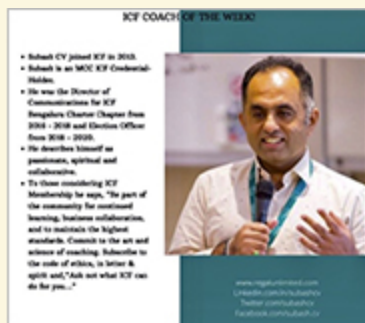 ICF COACH OF THE WEEK!
• Subash CV joined ICF in 2013.
• Subash is an MCC ICF Credential-
Holder.
• He was the Director of
Communications for ICF
Bengaluru Charter Chapter from
2016 - 2018 and Election Officer
from 2018 - 2020.
• He describes himself as
passionate, spiritual and
collaborative.
• To those considering ICF
Membership he says, "Be part of
the community for continued
learning, business collaboration,
and to maintain the highest
standards. Commit to the art and
science of coaching. Subscribe to
the code of ethics, in letter &
spirit and,"Ask not what ICF can
do for you..."
www.regalunlimited.com
Linkedin.com/in/subashcv
Twitter.com/subashcv
Facebook.com/subash.cv